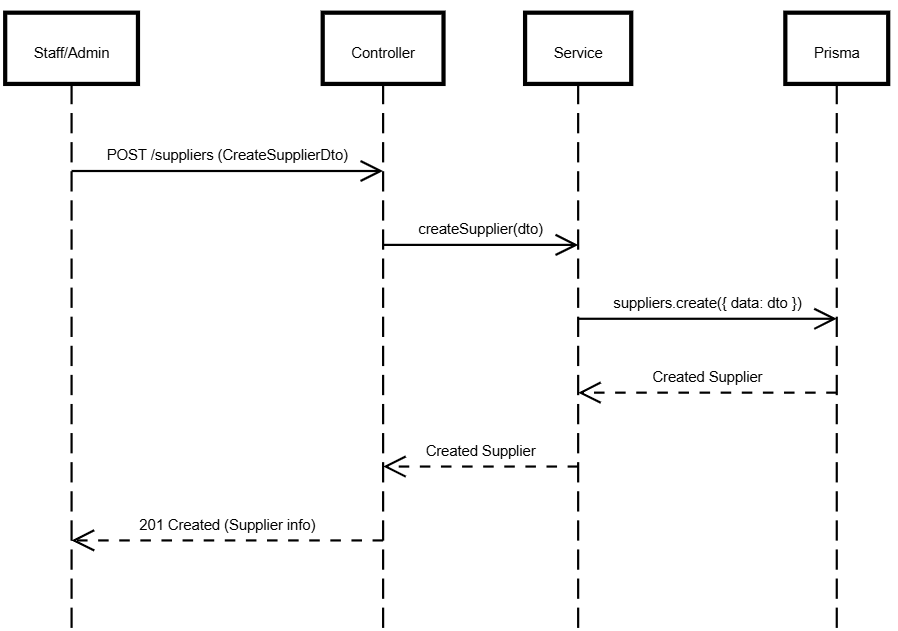 Staff/Admin
Controller
Service
Prisma
POST /suppliers (CreateSupplierDto)
createSupplier(dto)
suppliers.create({ data: dto })
Created Supplier
Created Supplier
201 Created (Supplier info)